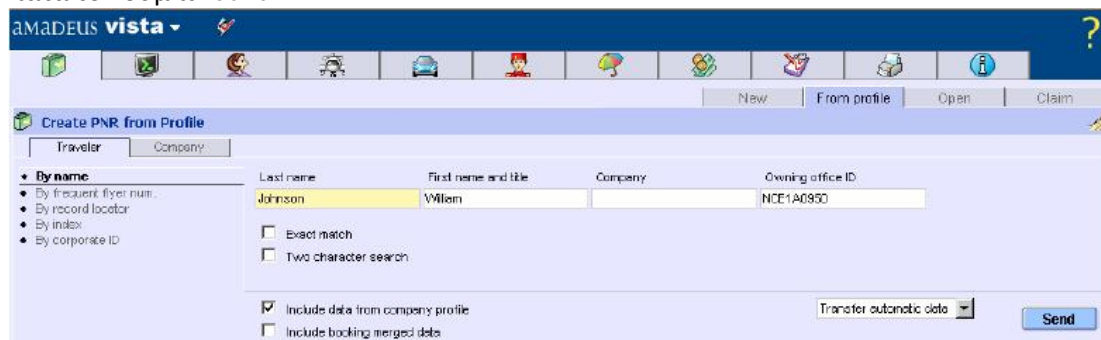 amadeus vista
?
New From profile Open Claim
Create PNR from Profile
Traveler Company
By name
By frequent flyer num.
By record locator
By index
By corporate ID
Last name First name and title Company Owning office ID
Johnson William NCE1A0950
Exact match
Two character search
Include data from company profile Transfer automatic data
Include booking merged data Send